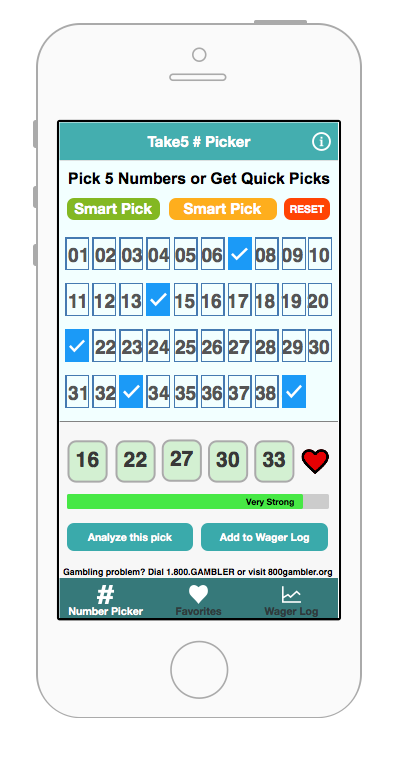 Take5 # Picker
Pick 5 Numbers or Get Quick Picks
Smart Pick Smart Pick RESET
01 02 03 04 05 06 08 09 10
11 12 13 15 16 17 18 19 20
22 23 24 25 26 27 28 29 30
31 32 34 35 36 37 38
16 22 27 30 33
Very Strong
Analyze this pick Add to Wager Log
Gambling problem? Dial 1.800.GAMBLER or visit 800gambler.org
# 
Number Picker Favorites Wager Log